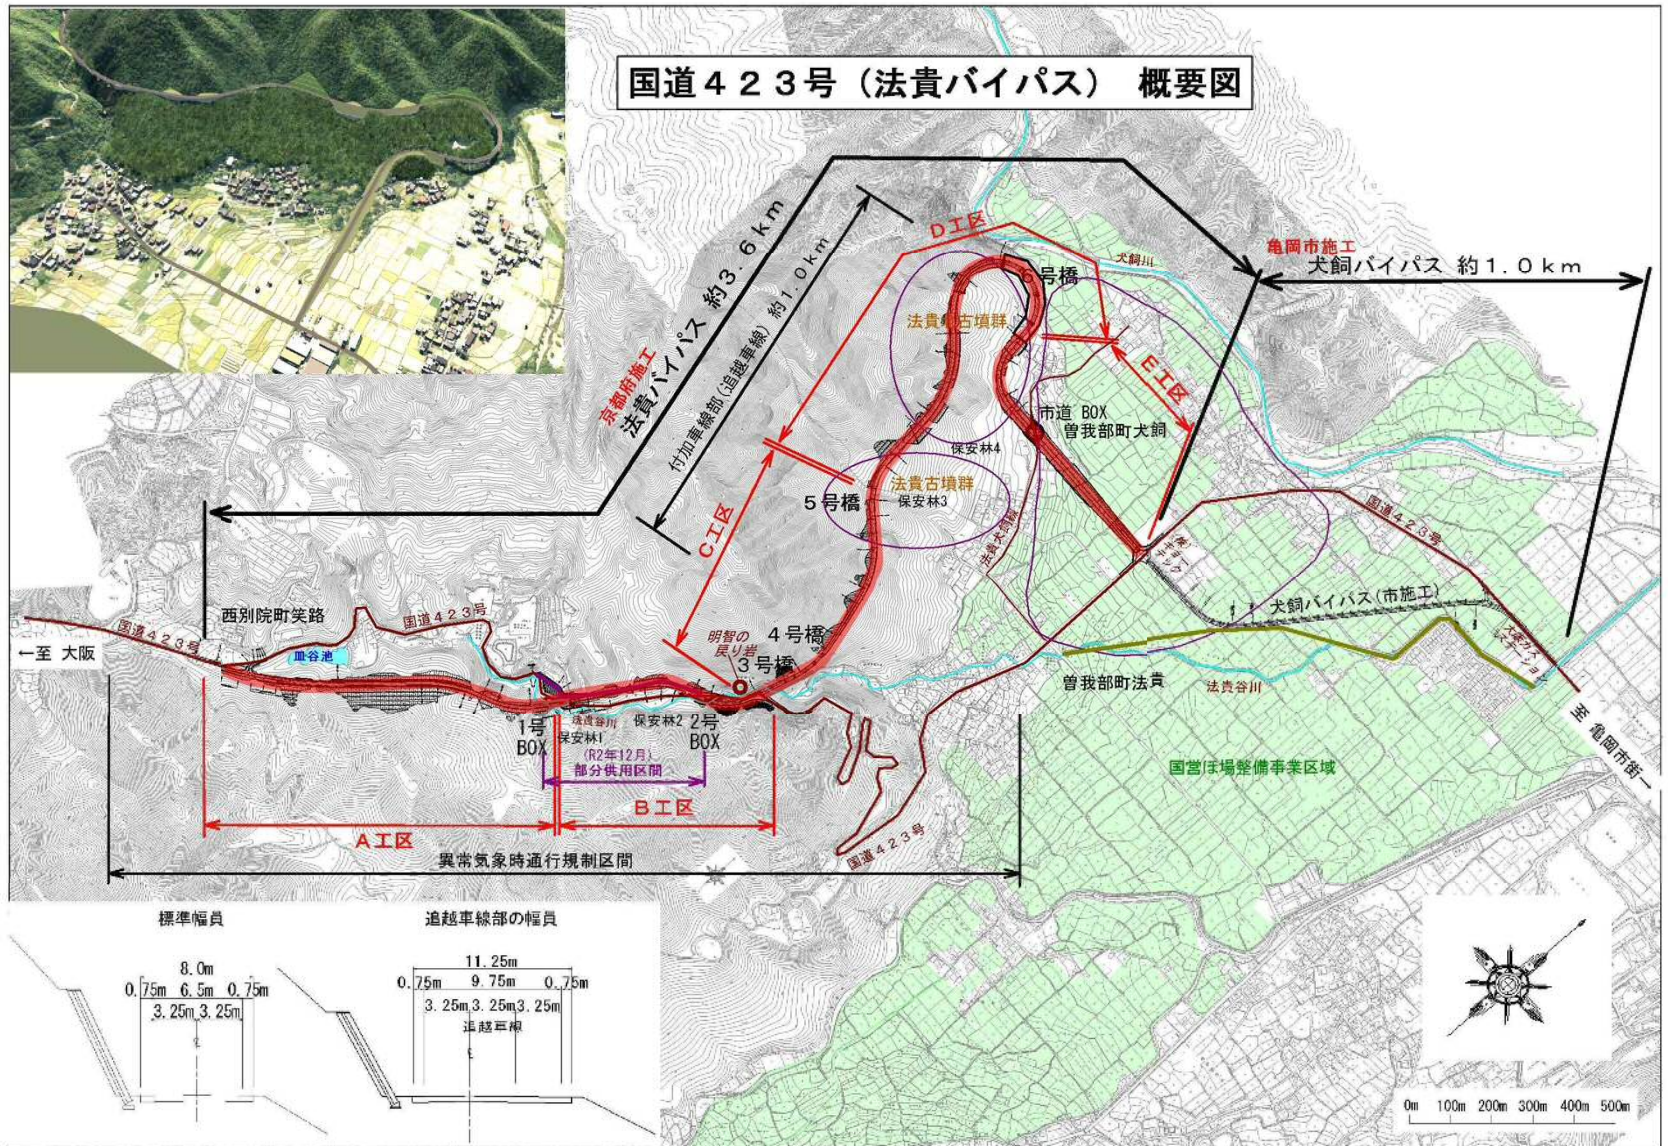 国道４２３号（法貴バイパス）　概要図
京都府施工
法貴バイパス 約３.６ｋｍ
付加車線部(追越車線) 約１.０ｋｍ
D工区
犬飼川
亀岡市施工
犬飼バイパス 約１.０ｋｍ
６号橋
E工区
市道 BOX
曽我部町犬飼
保安林4
法貴古墳群
保安林3
５号橋
C工区
法貴犬飼線
国道４２３号
犬飼バイパス(市施工)
西別院町笑路
国道４２３号
国道４２３号
←至 大阪
皿谷池
明智の
戻り岩
４号橋
３号橋
曽我部町法貴
法貴谷川
至 亀岡市街→
1号
BOX
法貴谷川
保安林1
保安林2
2号
BOX
(R2年12月)
部分供用区間
A工区
B工区
国営ほ場整備事業区域
国道４２３号
異常気象時通行規制区間
標準幅員
8.0m
0.75m 6.5m 0.75m
3.25m 3.25m
追越車線部の幅員
11.25m
0.75m 9.75m 0.75m
3.25m 3.25m 3.25m
追越車線
0m 100m 200m 300m 400m 500m